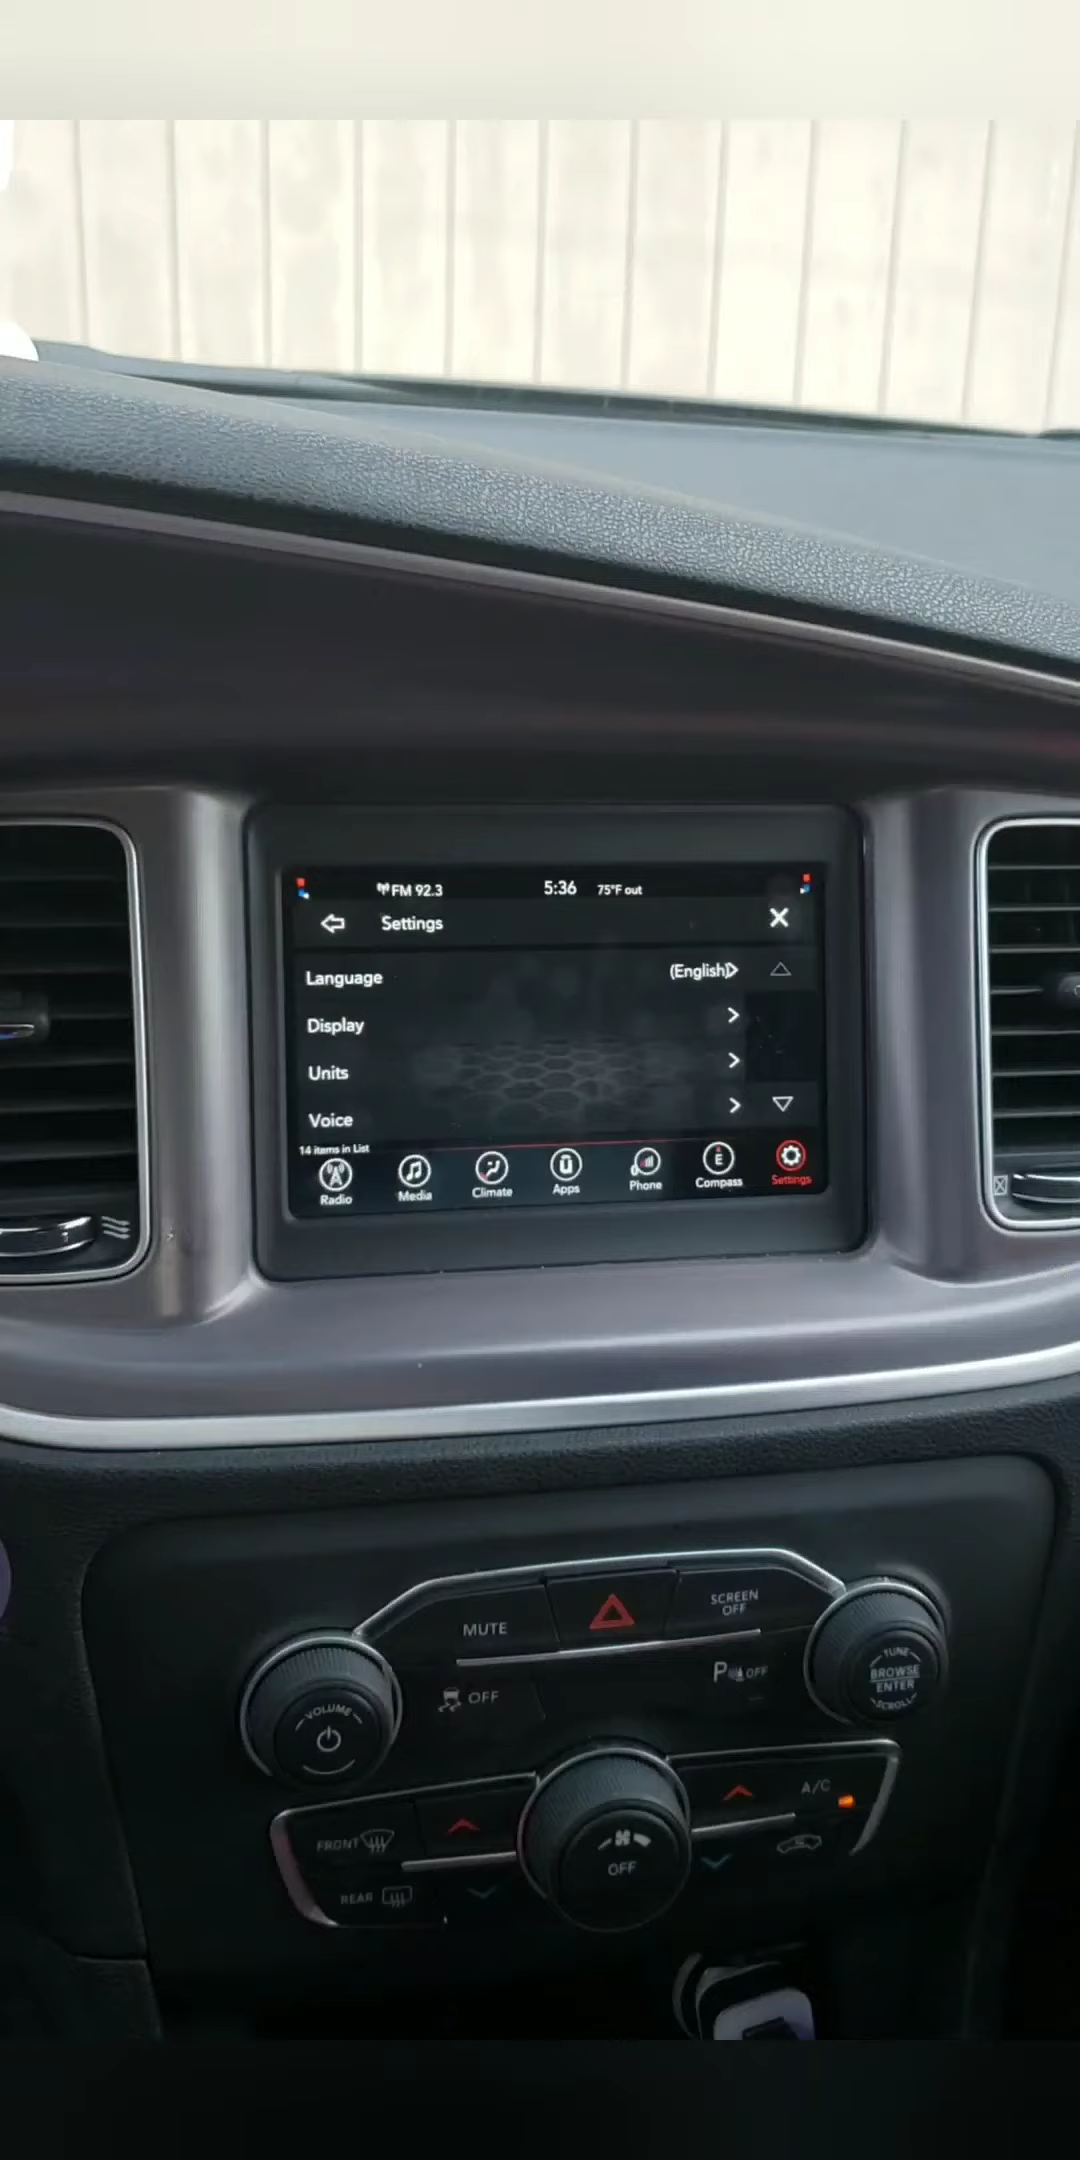 FM 92.3 5:36 75°F out
Settings X
Language (English)
Display
Units
Voice
14 items in List
Radio Media Climate Apps Phone Compass Settings
E
MUTE SCREEN OFF
OFF P OFF
VOLUME
TUNE
BROWSE
ENTER
SCROLL
A/C
FRONT
OFF
REAR